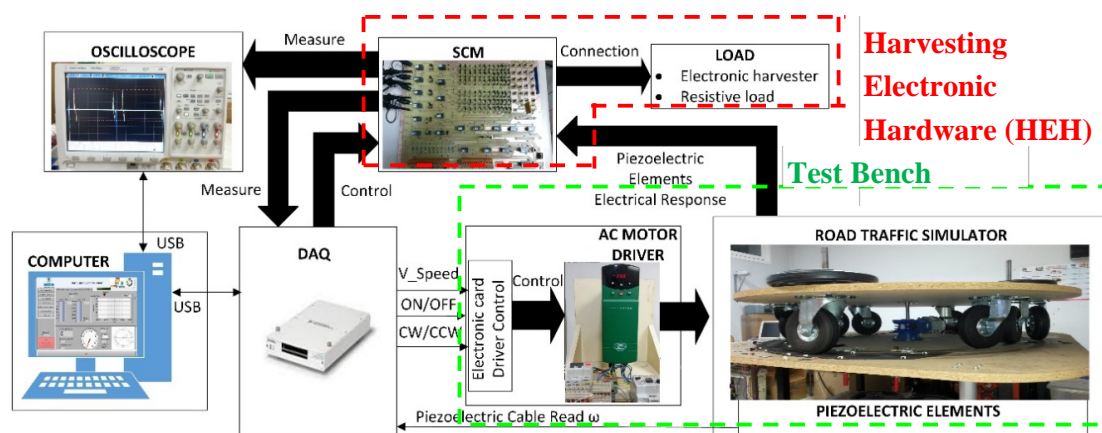 OSCILLOSCOPE
Measure
SCM
Connection
LOAD
• Electronic harvester
• Resistive load
Harvesting
Electronic
Hardware (HEH)
Measure
Control
Piezoelectric
Elements
Electrical Response
Test Bench
USB
COMPUTER
USB
DAQ
V_Speed
ON/OFF
CW/CCW
Electronic card
Driver Control
Control
AC MOTOR
DRIVER
ROAD TRAFFIC SIMULATOR
Piezoelectric Cable Read ω
PIEZOELECTRIC ELEMENTS